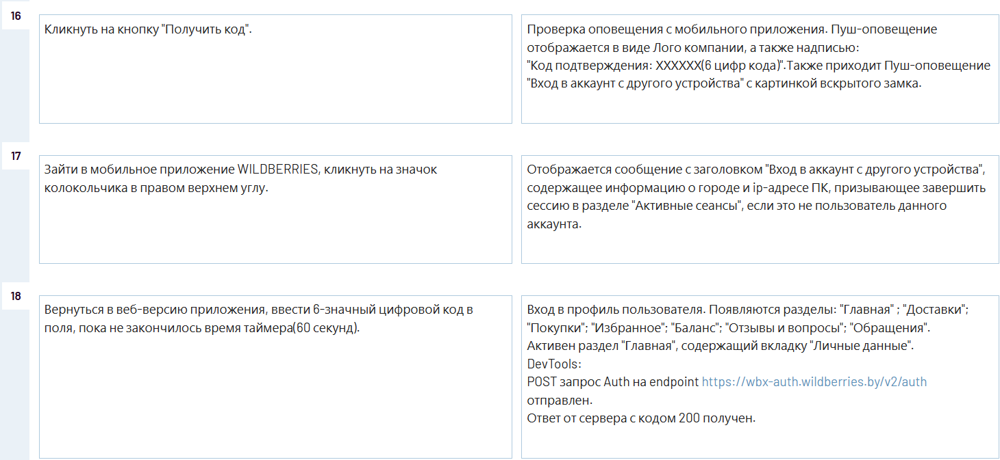 16
Кликнуть на кнопку "Получить код".
Проверка оповещения с мобильного приложения. Пуш-оповещение
отображается в виде Лого компании, а также надписью:
"Код подтверждения: XXXXXX(6 цифр кода)".Также приходит Пуш-оповещение
"Вход в аккаунт с другого устройства" с картинкой вскрытого замка.
17
Зайти в мобильное приложение WILDBERRIES, кликнуть на значок
колокольчика в правом верхнем углу.
Отображается сообщение с заголовком "Вход в аккаунт с другого устройства",
содержащее информацию о городе и ip-адресе ПК, призывающее завершить
сессию в разделе "Активные сеансы", если это не пользователь данного
аккаунта.
18
Вернуться в веб-версию приложения, ввести 6-значный цифровой код в
поля, пока не закончилось время таймера(60 секунд).
Вход в профиль пользователя. Появляются разделы: "Главная" ; "Доставки";
"Покупки"; "Избранное"; "Баланс"; "Отзывы и вопросы"; "Обращения".
Активен раздел "Главная", содержащий вкладку "Личные данные".
DevTools:
POST запрос Auth на endpoint https://wbx-auth.wildberries.by/v2/auth
отправлен.
Ответ от сервера с кодом 200 получен.